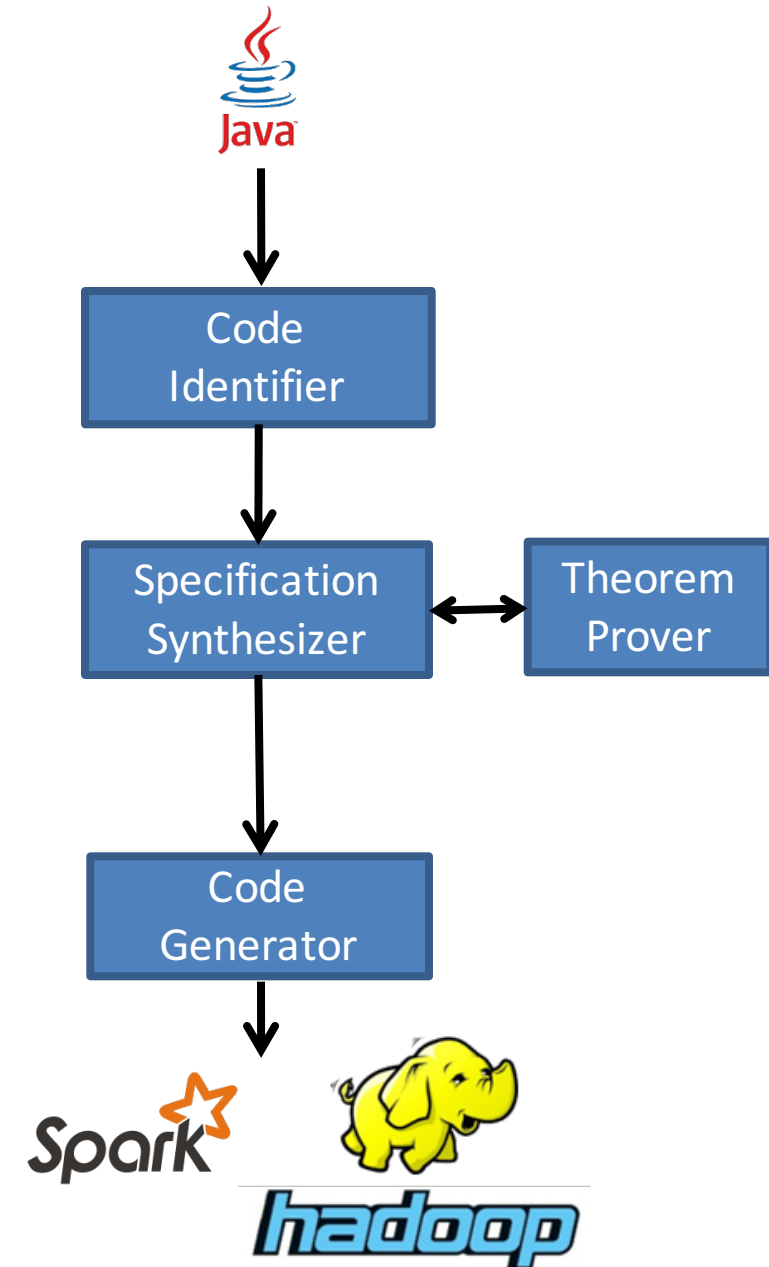 Java
Code
Identifier
Specification
Synthesizer
Theorem
Prover
Code
Generator
Spark
hadoop